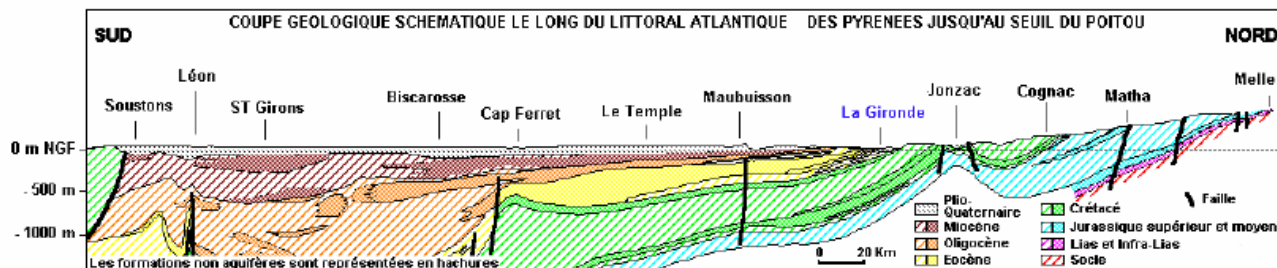 COUPE GEOLOGIQUE SCHEMATIQUE LE LONG DU LITTORAL ATLANTIQUE DES PYRENEES JUSQU'AU SEUIL DU POITOU
SUD
NORD
Léon
Soustons
ST Girons
Biscarosse
Cap Ferret
Le Temple
Maubuisson
La Gironde
Jonzac
Cognac
Matha
Melle
0 m NGF
- 500 m
- 1000 m
Plio-
Quaternaire
Miocène
Oligocène
Eocène
Crétacé
Jurassique supérieur et moyen
Lias et Infra-Lias
Socle
Faille
0 20 Km
Les formations non aquifères sont représentées en hachures